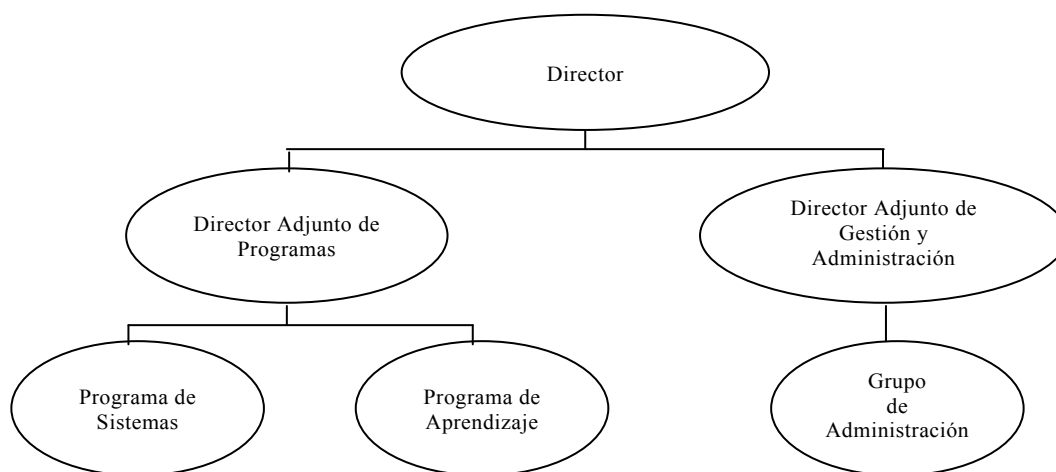 Director
Director Adjunto de
Programas
Director Adjunto de
Gestión y
Administración
Programa de
Sistemas
Programa de
Aprendizaje
Grupo
de
Administración